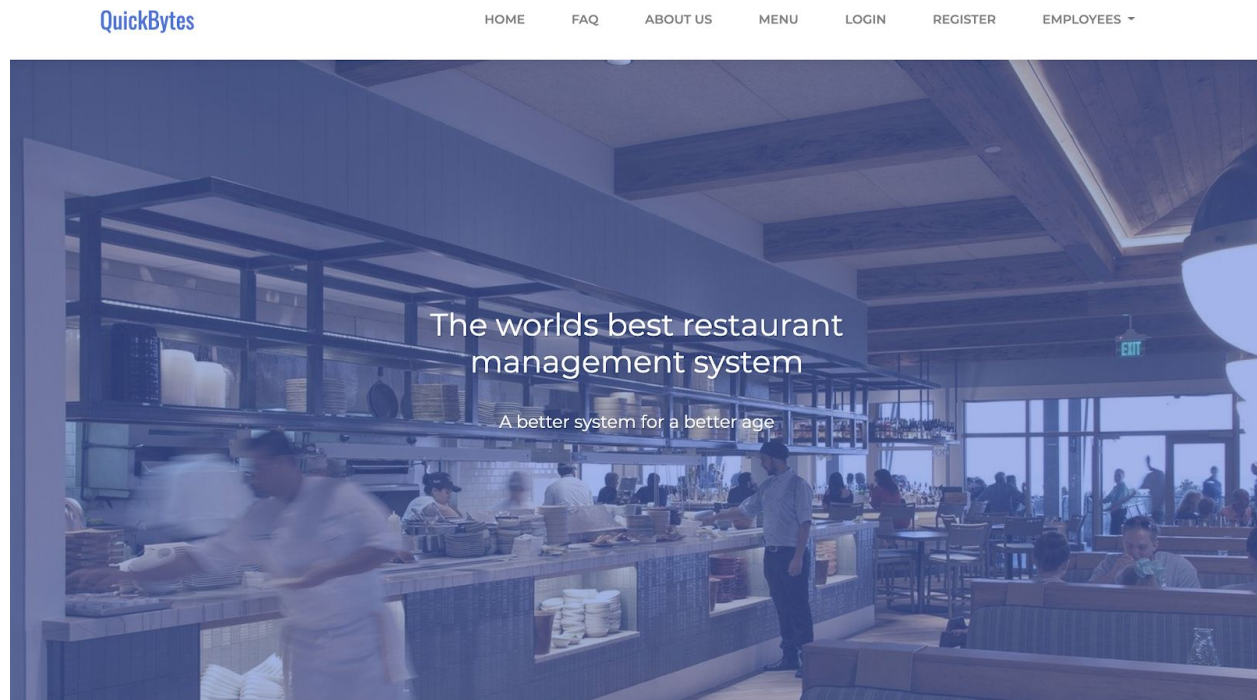 QuickBytes
HOME FAQ ABOUT US MENU LOGIN REGISTER EMPLOYEES
EXIT
The worlds best restaurant
management system
A better system for a better age